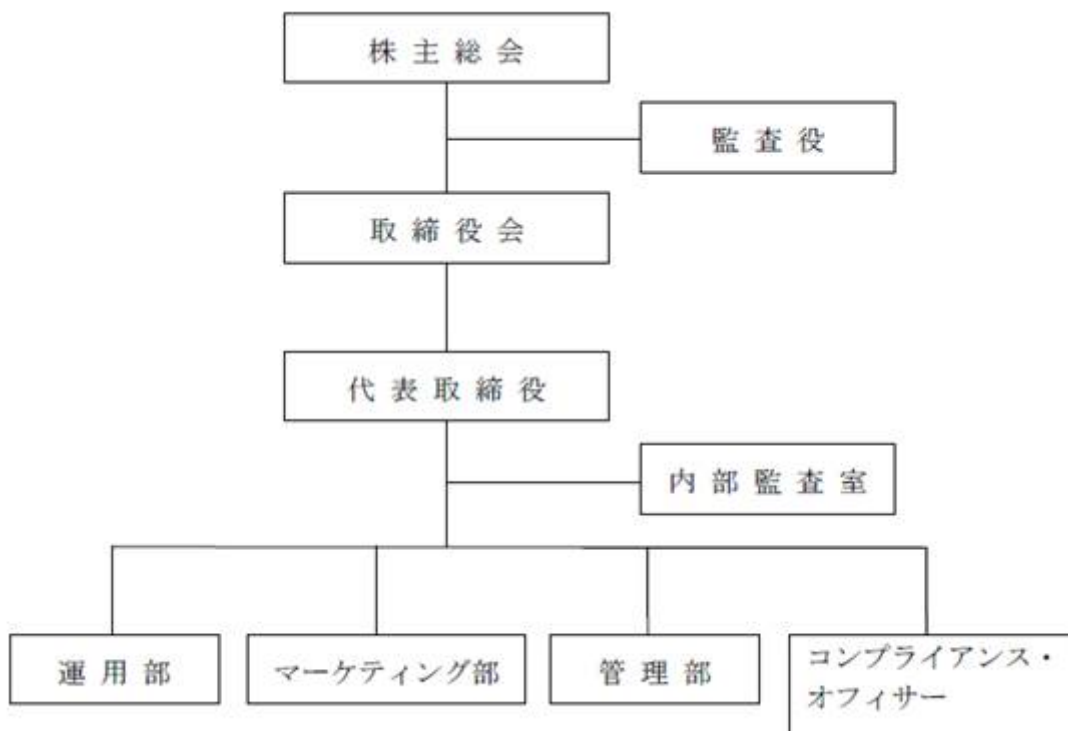 株主総会
監査役
取締役会
代表取締役
内部監査室
運用部
マーケティング部
管理部
コンプライアンス・
オフィサー